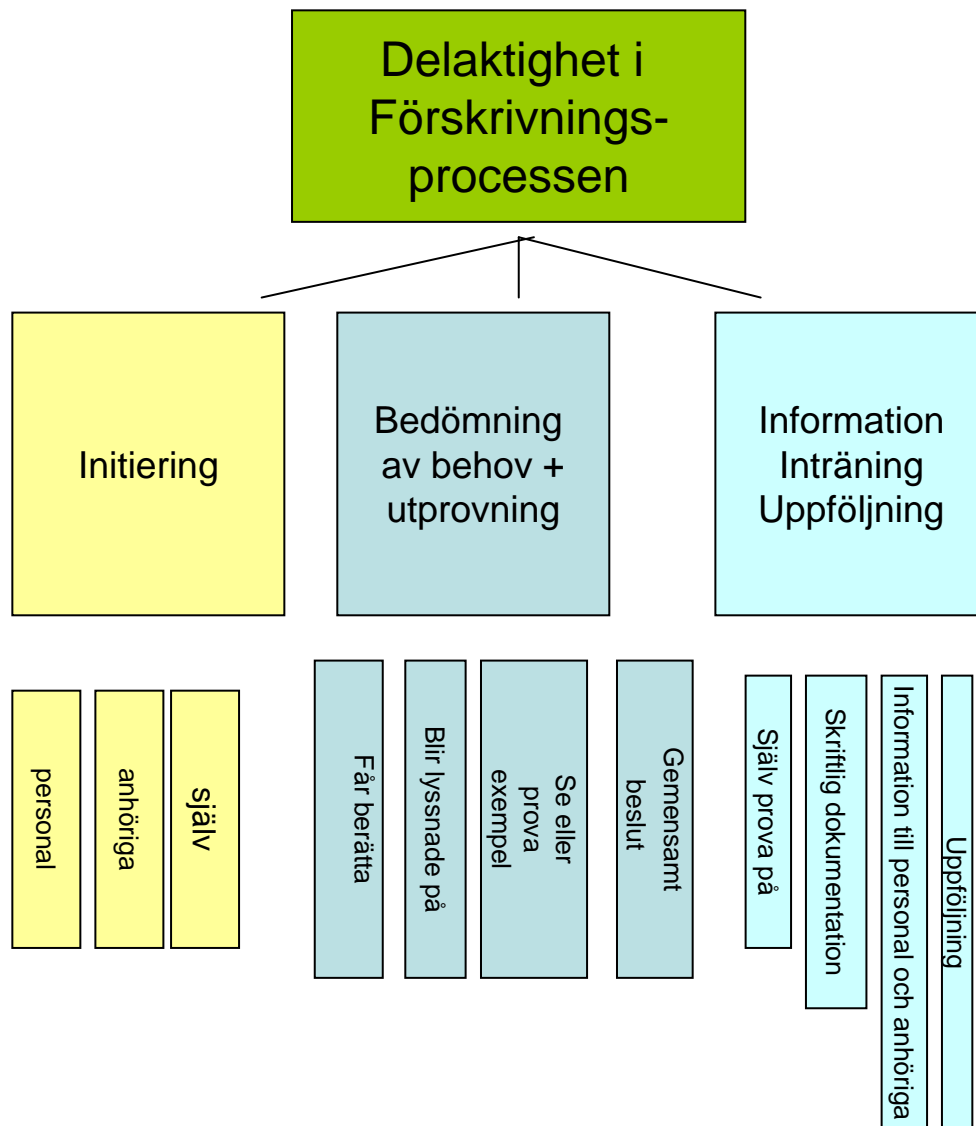 Delaktighet i
Förskrivnings-
processen
Initiering
Bedömning
av behov +
utprovning
Information
Inträning
Uppföljning
personal
anhöriga
själv
Får berätta
Blir lyssnade på
Se eller
prova
exempel
Gemensamt
beslut
Själv prova på
Skriftlig dokumentation
Information till personal och anhöriga
Uppföljning